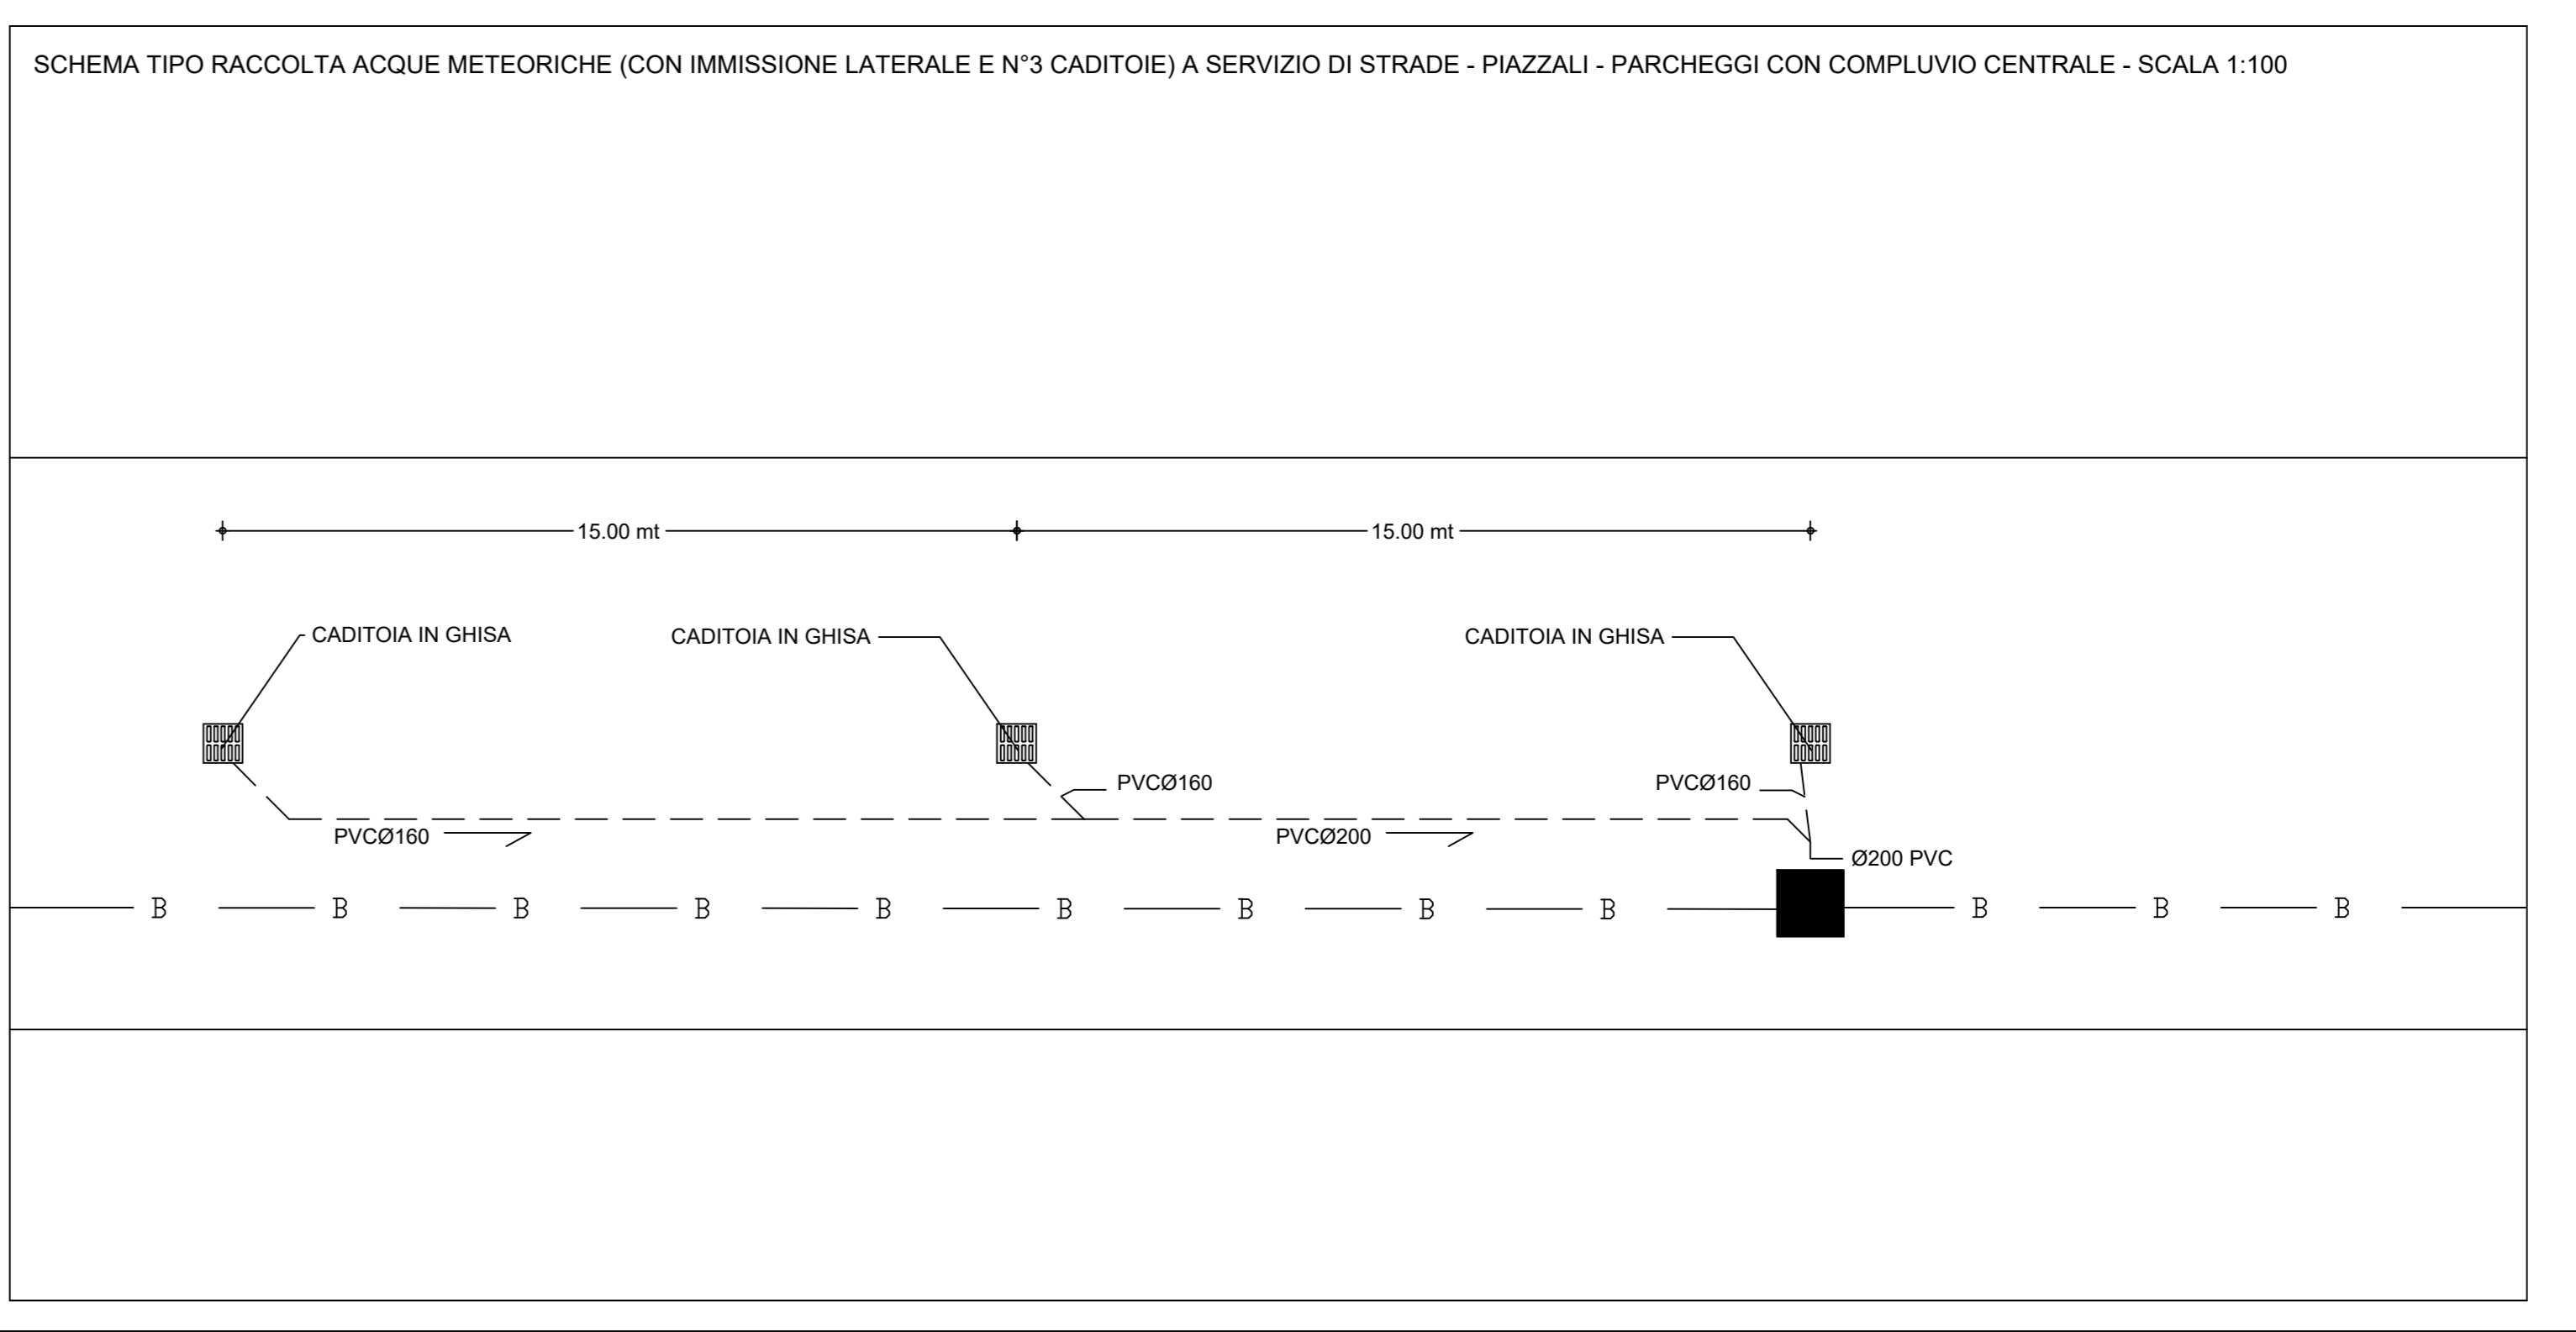 SCHEMA TIPO RACCOLTA ACQUE METEORICHE (CON IMMISSIONE LATERALE E N°3 CADITOIE) A SERVIZIO DI STRADE - PIAZZALI - PARCHEGGI CON COMPLUVIO CENTRALE - SCALA 1:100
15.00 mt
15.00 mt
CADITOIA IN GHISA
CADITOIA IN GHISA
CADITOIA IN GHISA
PVCØ160
PVCØ160
PVCØ160
PVCØ200
Ø200 PVC
B B B B B B B B B B B B